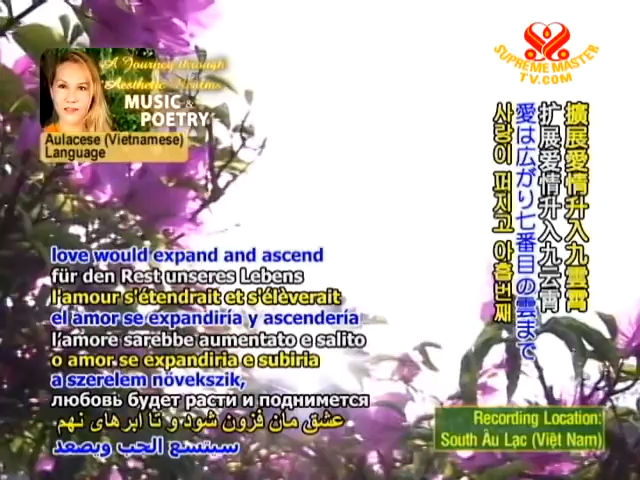 SUPREME MASTER
TV.COM
A Journey through
Aesthetic Realms
MUSIC &
POETRY
Aulacese (Vietnamese)
Language
擴展愛情升入九雲霄
扩展爱情升入九云霄
愛は広がり七番目の雲まで
사랑이 퍼지고 아홉번째
love would expand and ascend
für den Rest unseres Lebens
l'amour s'étendrait et s'élèverait
el amor se expandiría y ascendería
l'amore sarebbe aumentato e salito
o amor se expandiria e subiria
a szerelem növekszik,
любовь будет расти и поднимется
عشق مان فزون شود و تا ابرهای نهم
سيتسع الحب ويصعد
Recording Location:
South Âu Lạc (Việt Nam)